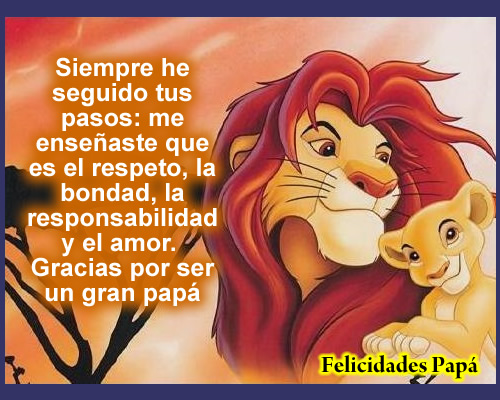 Siempre he
seguido tus
pasos: me
enseñaste que
es el respeto, la
bondad, la
responsabilidad
y el amor.
Gracias por ser
un gran papá
Felicidades Papá